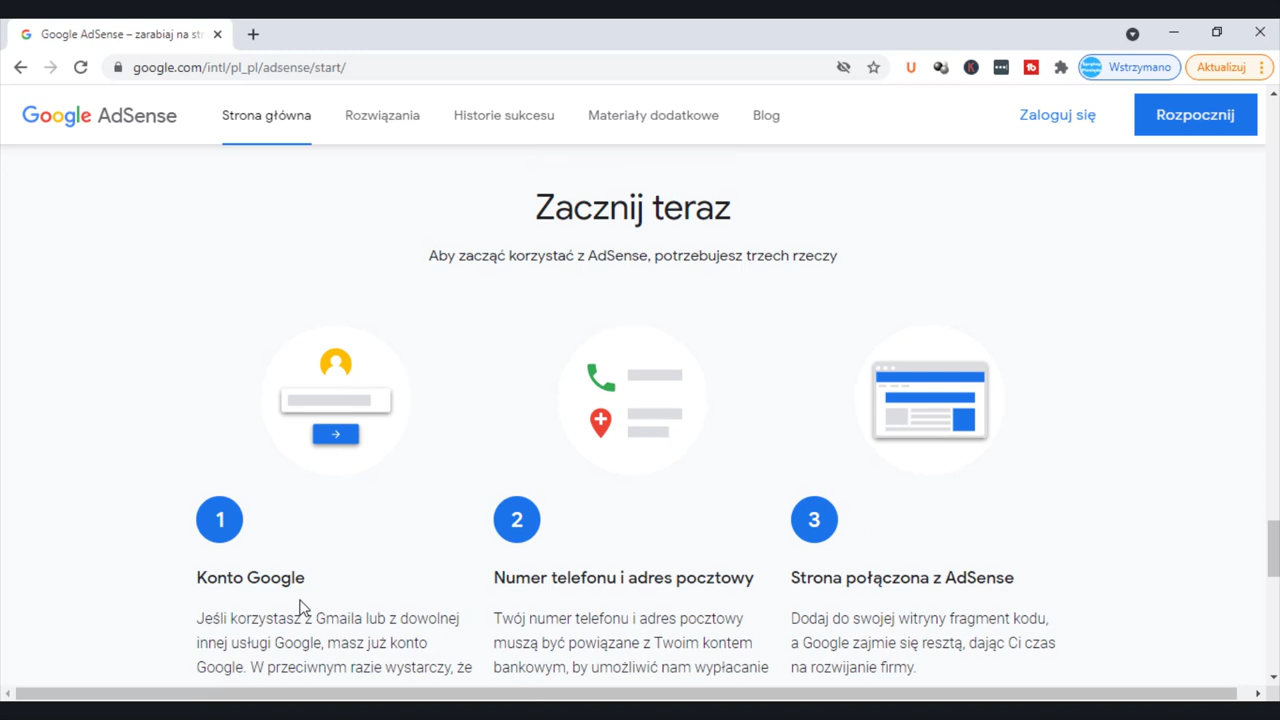 Google AdSense – zarabiaj na str
google.com/intl/pl_pl/adsense/start/
Wstrzymano
Aktualizuj
Google AdSense
Strona główna
Rozwiązania
Historie sukcesu
Materiały dodatkowe
Blog
Zaloguj się
Rozpocznij
Zacznij teraz
Aby zacząć korzystać z AdSense, potrzebujesz trzech rzeczy
1
Konto Google
Jeśli korzystasz z Gmaila lub z dowolnej
innej usługi Google, masz już konto
Google. W przeciwnym razie wystarczy, że
2
Numer telefonu i adres pocztowy
Twój numer telefonu i adres pocztowy
muszą być powiązane z Twoim kontem
bankowym, by umożliwić nam wypłacanie
3
Strona połączona z AdSense
Dodaj do swojej witryny fragment kodu,
a Google zajmie się resztą, dając Ci czas
na rozwijanie firmy.